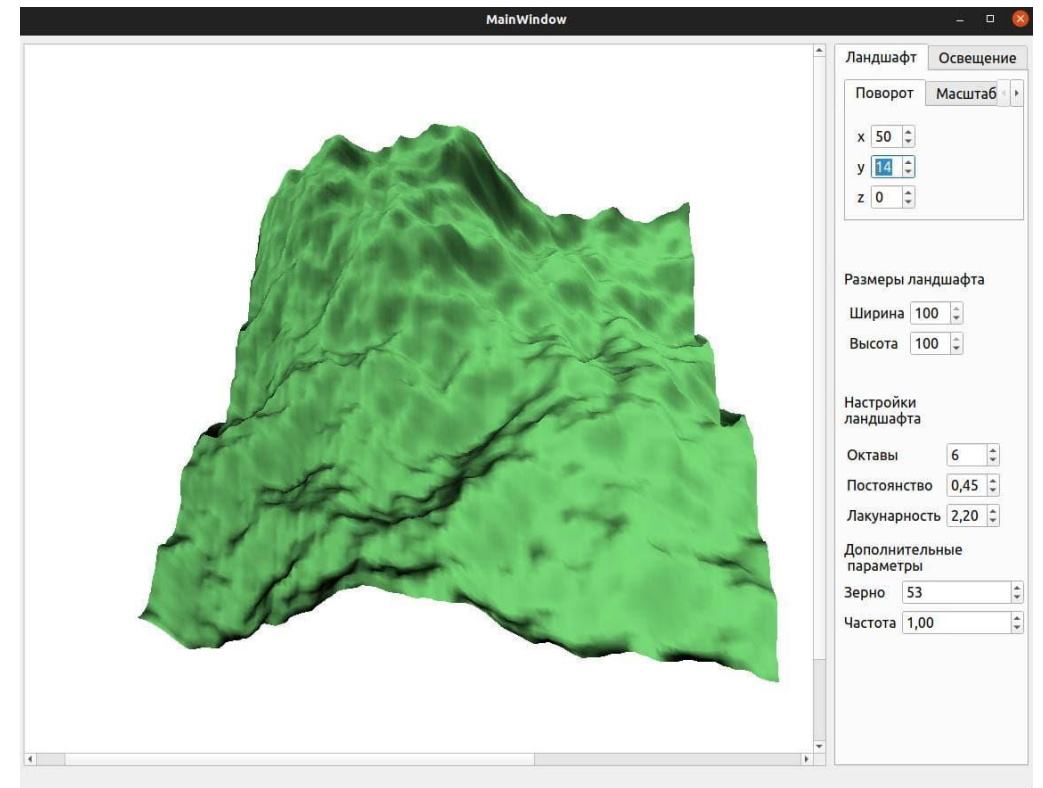 MainWindow
Ландшафт Освещение
Поворот Масштаб
x 50
y 14
z 0
Размеры ландшафта
Ширина 100
Высота 100
Настройки
ландшафта
Октавы 6
Постоянство 0,45
Лакунарность 2,20
Дополнительные
параметры
Зерно 53
Частота 1,00